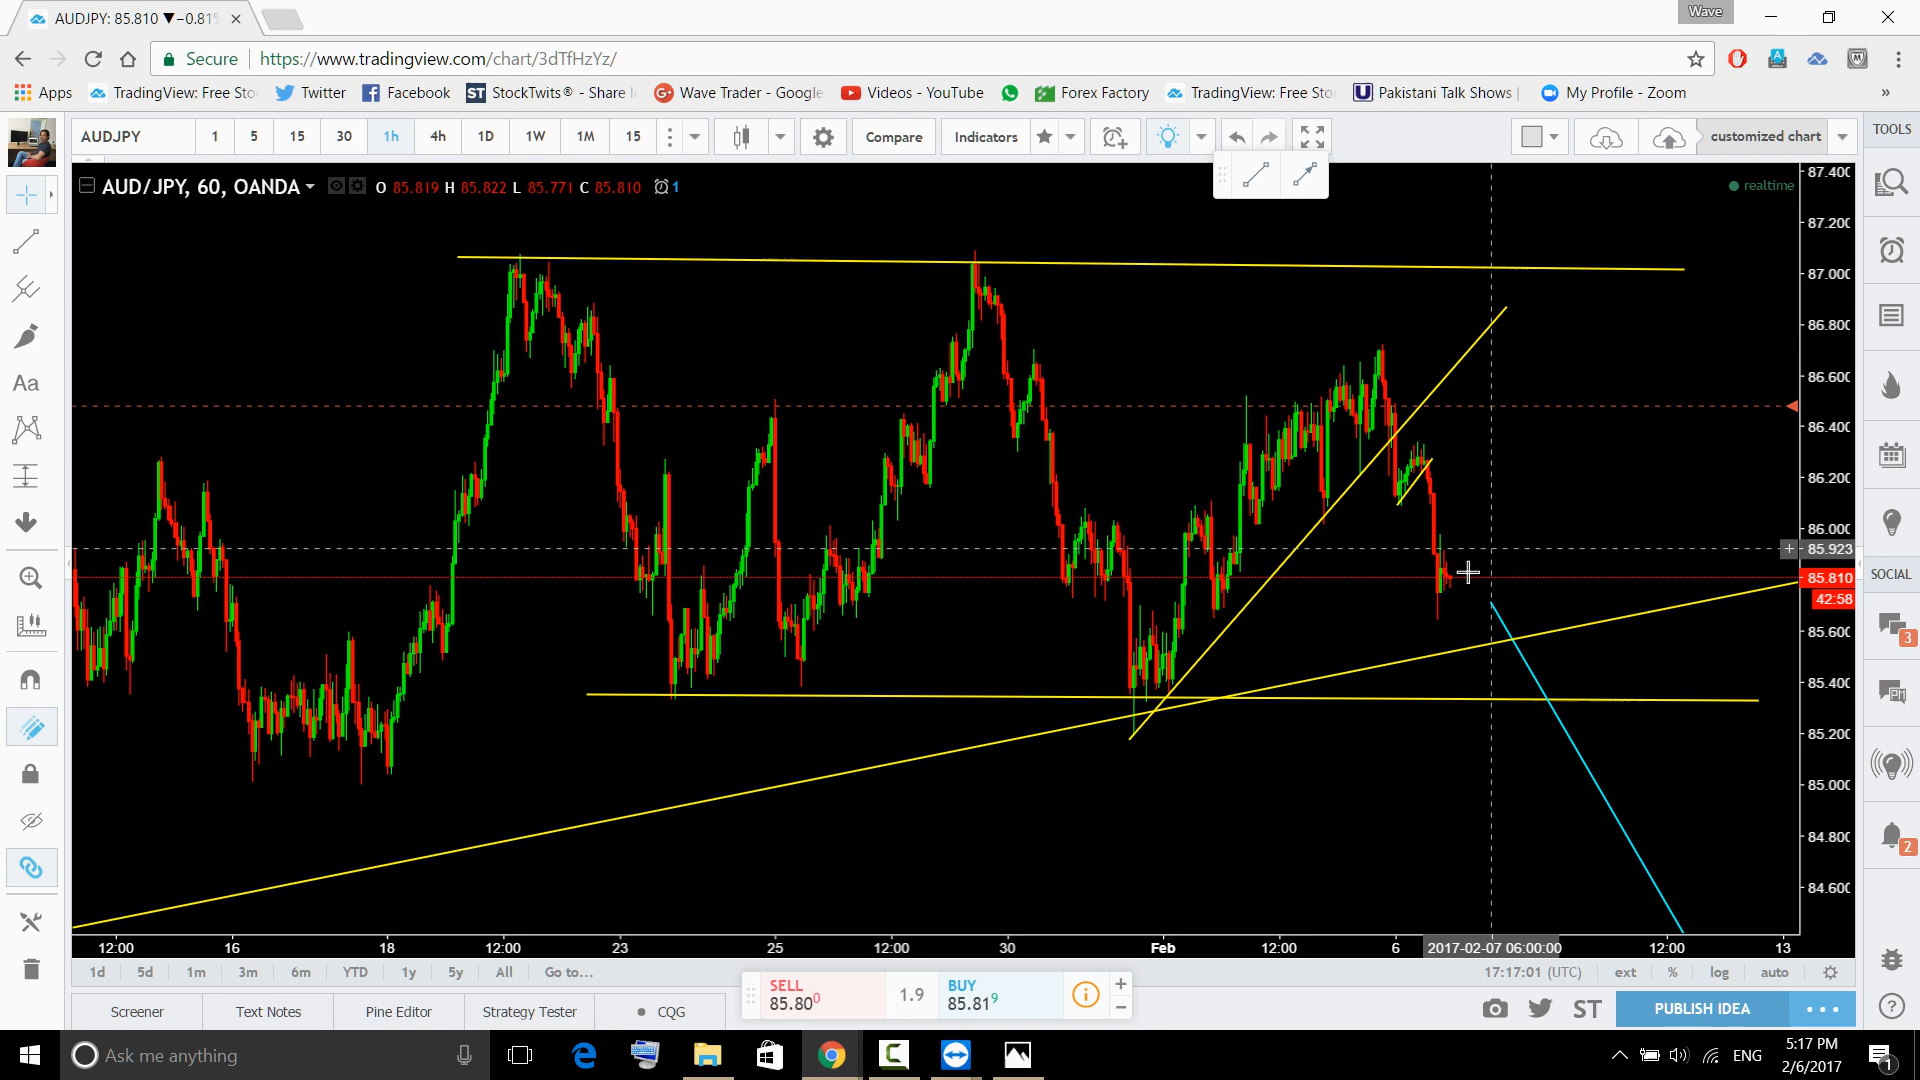 AUDJPY: 85.810 ▼−0.81%
Wave
Secure
https://www.tradingview.com/chart/3dTfHzYz/
Apps TradingView: Free Sto Twitter Facebook StockTwits® - Share Wave Trader - Google Videos - YouTube Forex Factory TradingView: Free Sto Pakistani Talk Shows My Profile - Zoom »
AUDJPY 1 5 15 30 1h 4h 1D 1W 1M 15 Compare Indicators customized chart TOOLS
AUD/JPY, 60, OANDA O 85.819 H 85.822 L 85.771 C 85.810 1
realtime
87.400
87.200
87.000
86.800
86.600
86.400
86.200
86.000
85.923
85.810
42:58
85.600
85.400
85.200
85.000
84.800
84.600
Aa
SOCIAL
3
PM
2
12:00 16 18 12:00 23 25 12:00 30 Feb 12:00 6 2017-02-07 06:00:00 12:00 13
1d 5d 1m 3m 6m YTD 1y 5y All Go to... 17:17:01 (UTC) ext % log auto
SELL
85.800
1.9
BUY
85.819
Screener Text Notes Pine Editor Strategy Tester CQG ST PUBLISH IDEA
Ask me anything
ENG
5:17 PM
2/6/2017
1